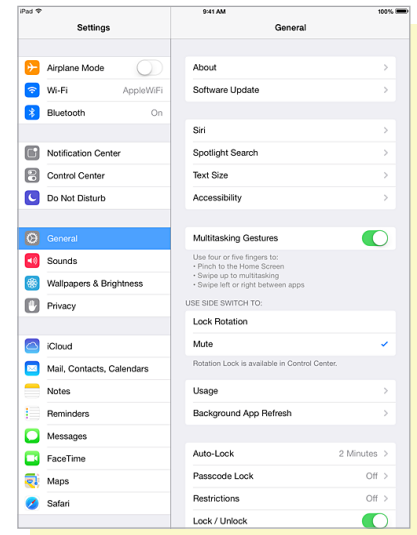 iPad 9:41 AM 100%
Settings
General
Airplane Mode
Wi-Fi AppleWiFi
Bluetooth On
Notification Center
Control Center
Do Not Disturb
General
Sounds
Wallpapers & Brightness
Privacy
iCloud
Mail, Contacts, Calendars
Notes
Reminders
Messages
FaceTime
Maps
Safari
About
Software Update
Siri
Spotlight Search
Text Size
Accessibility
Multitasking Gestures
Use four or five fingers to:
• Pinch to the Home Screen
• Swipe up to multitasking
• Swipe left or right between apps
USE SIDE SWITCH TO:
Lock Rotation
Mute
Rotation Lock is available in Control Center.
Usage
Background App Refresh
Auto-Lock 2 Minutes
Passcode Lock Off
Restrictions Off
Lock / Unlock